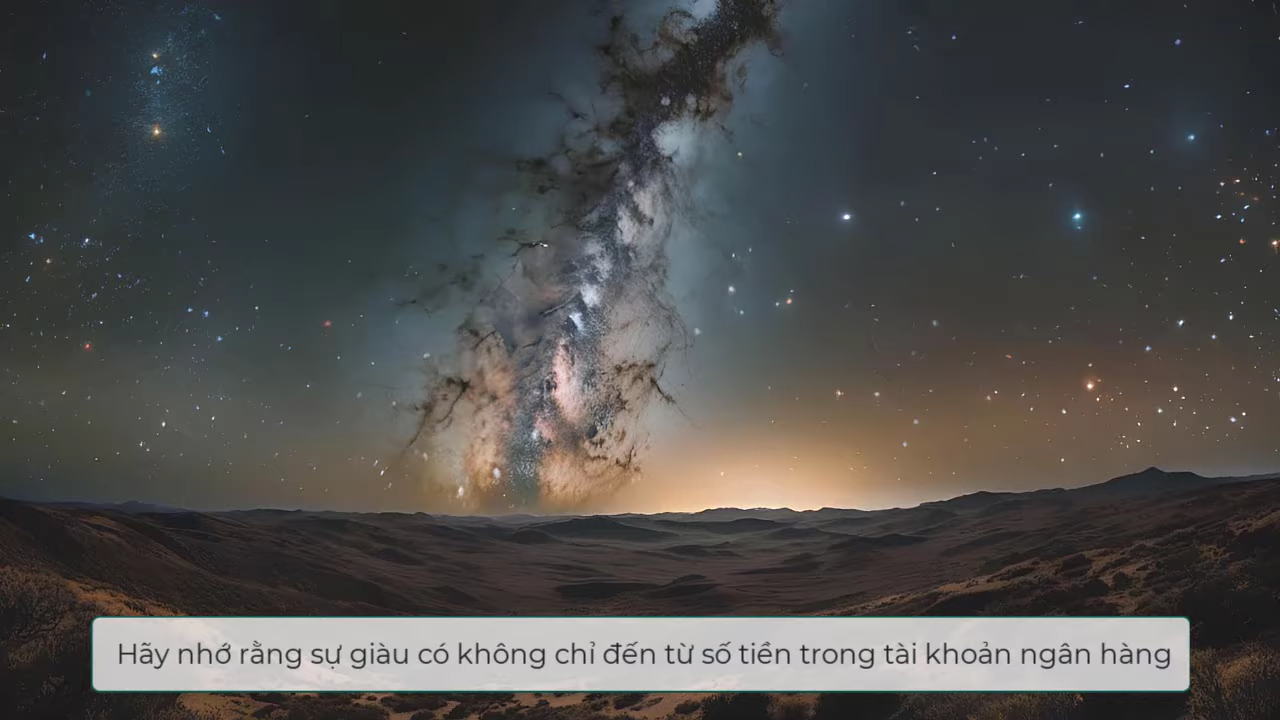 Hãy nhớ rằng sự giàu có không chỉ đến từ số tiền trong tài khoản ngân hàng